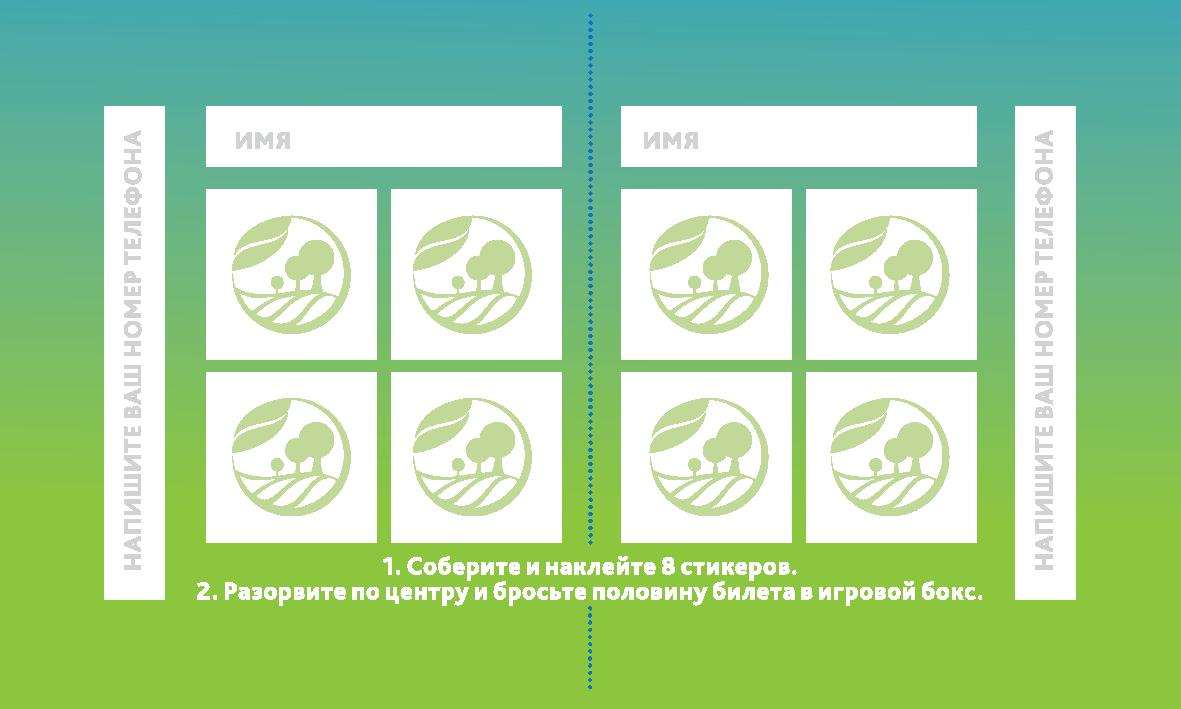 ИМЯ
ИМЯ
НАПИШИТЕ ВАШ НОМЕР ТЕЛЕФОНА
НАПИШИТЕ ВАШ НОМЕР ТЕЛЕФОНА
1. Соберите и наклейте 8 стикеров.
2. Разорвите по центру и бросьте половину билета в игровой бокс.